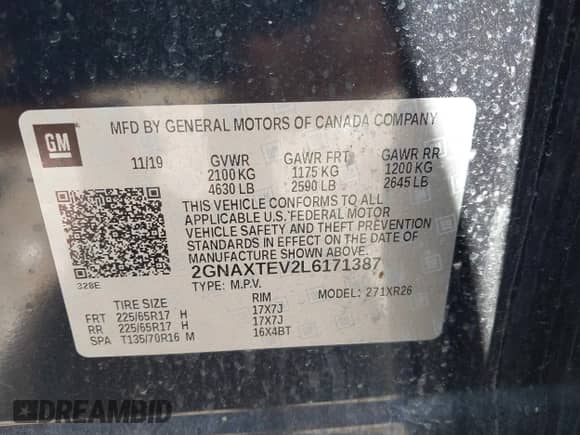 GM
MFD BY GENERAL MOTORS OF CANADA COMPANY
11/19 GVWR GAWR FRT GAWR RR
2100 KG 1175 KG 1200 KG
4630 LB 2590 LB 2645 LB
THIS VEHICLE CONFORMS TO ALL
APPLICABLE U.S. FEDERAL MOTOR
VEHICLE SAFETY AND THEFT PREVENTION
STANDARDS IN EFFECT ON THE DATE OF
MANUFACTURE SHOWN ABOVE.
328E
2GNAXTEV2L6171387
TYPE: M.P.V. MODEL: 271XR26
TIRE SIZE RIM
FRT 225/65R17 H 17X7J
RR 225/65R17 H 17X7J
SPA T135/70R16 M 16X4BT
DREAMBID